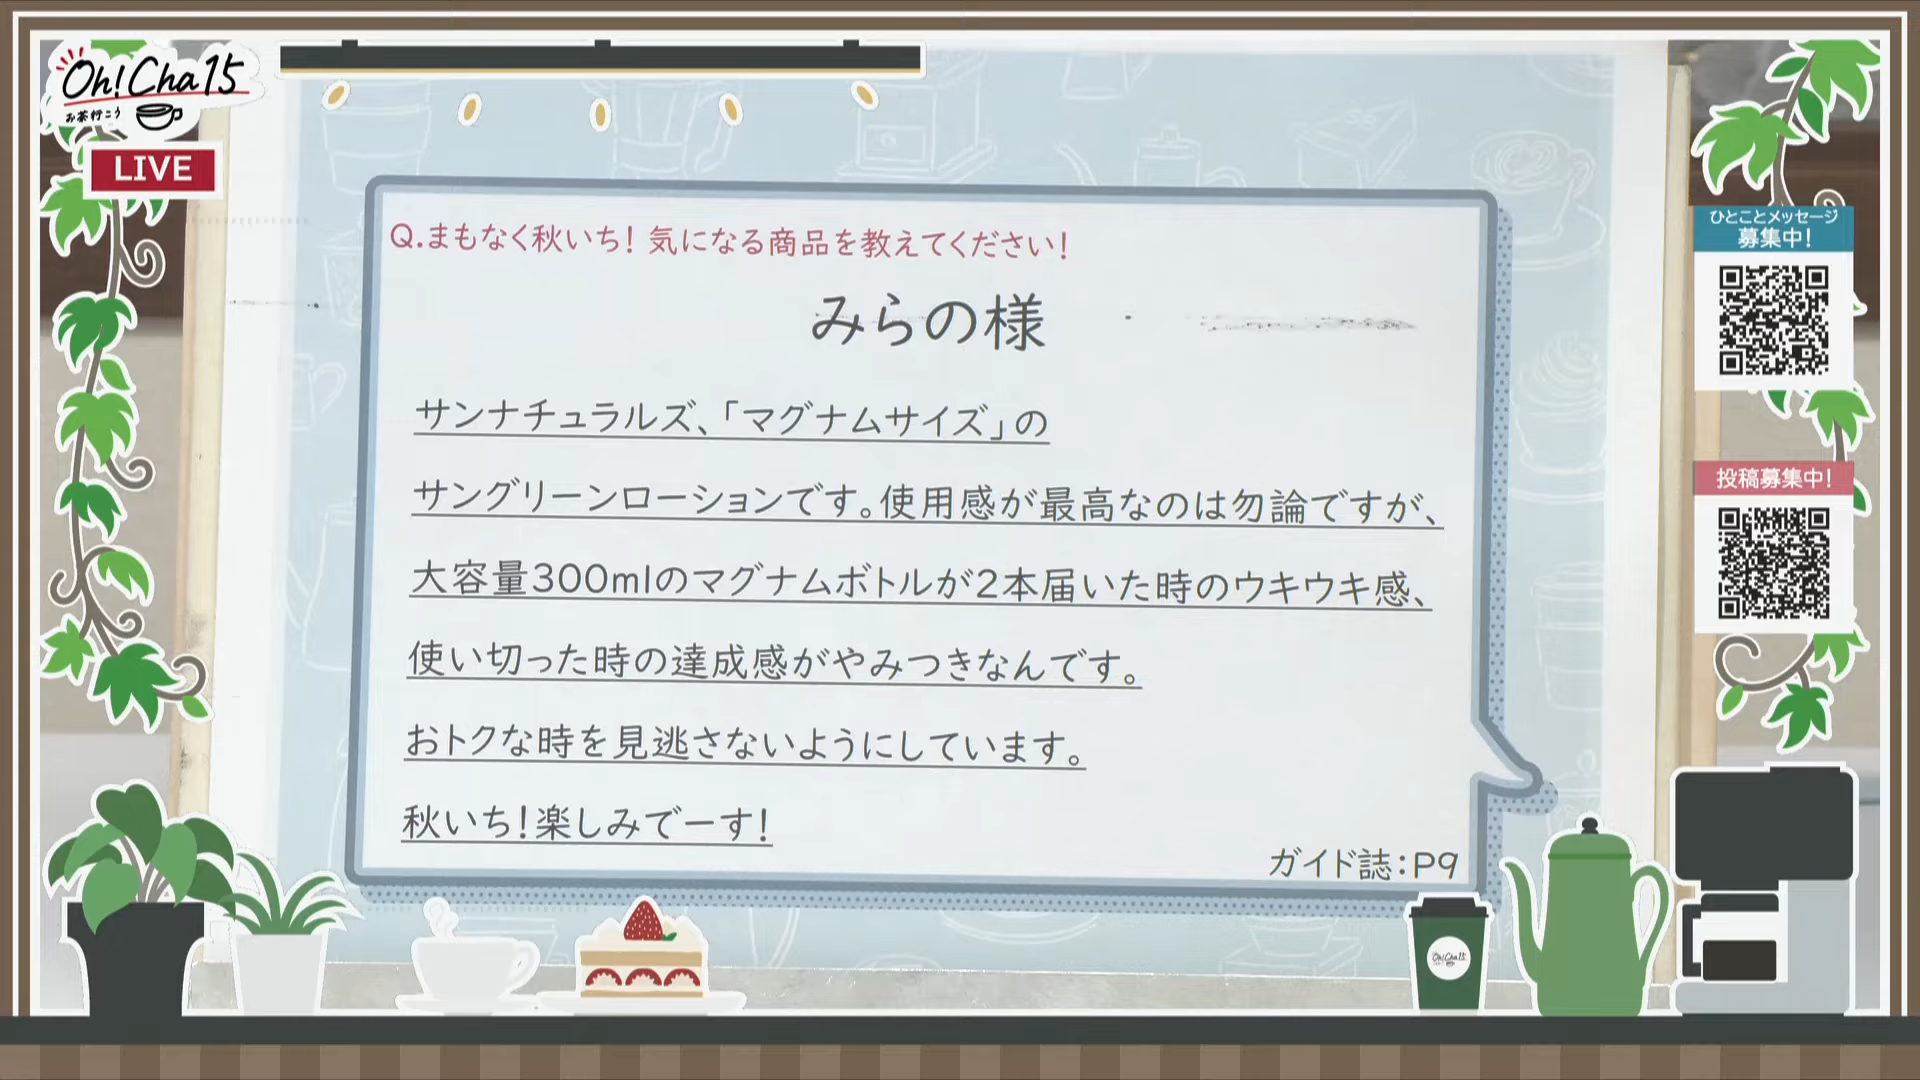 Oh!Cha15
お茶行こう
LIVE
ひとことメッセージ
募集中!
投稿募集中!
Q.まもなく秋いち! 気になる商品を教えてください!
みらの様
サンナチュラルズ、「マグナムサイズ」の
サングリーンローションです。使用感が最高なのは勿論ですが、
大容量300mlのマグナムボトルが2本届いた時のウキウキ感、
使い切った時の達成感がやみつきなんです。
おトクな時を見逃さないようにしています。
秋いち!楽しみでーす!
ガイド誌:P9
Oh!Cha15